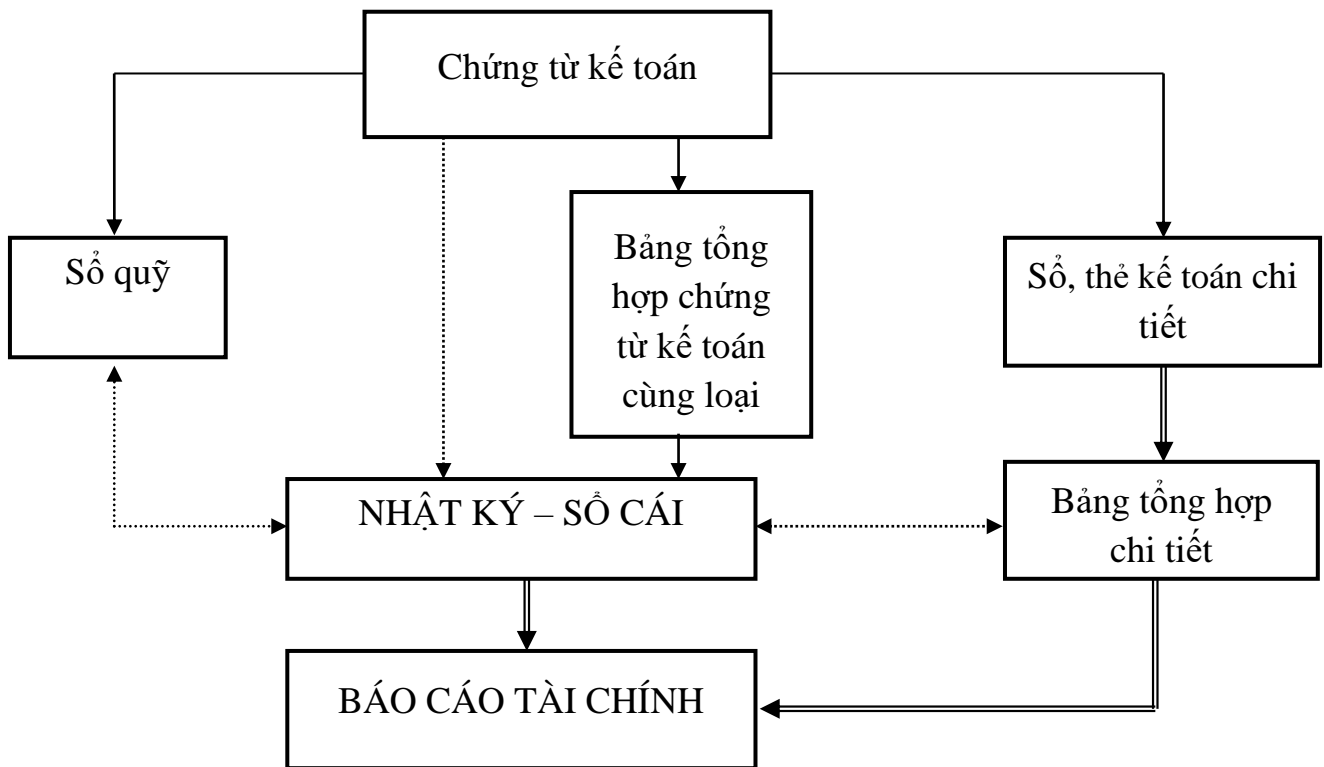 Chứng từ kế toán
Sổ quỹ
Bảng tổng
hợp chứng
từ kế toán
cùng loại
Sổ, thẻ kế toán chi
tiết
NHẬT KÝ – SỔ CÁI
Bảng tổng hợp
chi tiết
BÁO CÁO TÀI CHÍNH